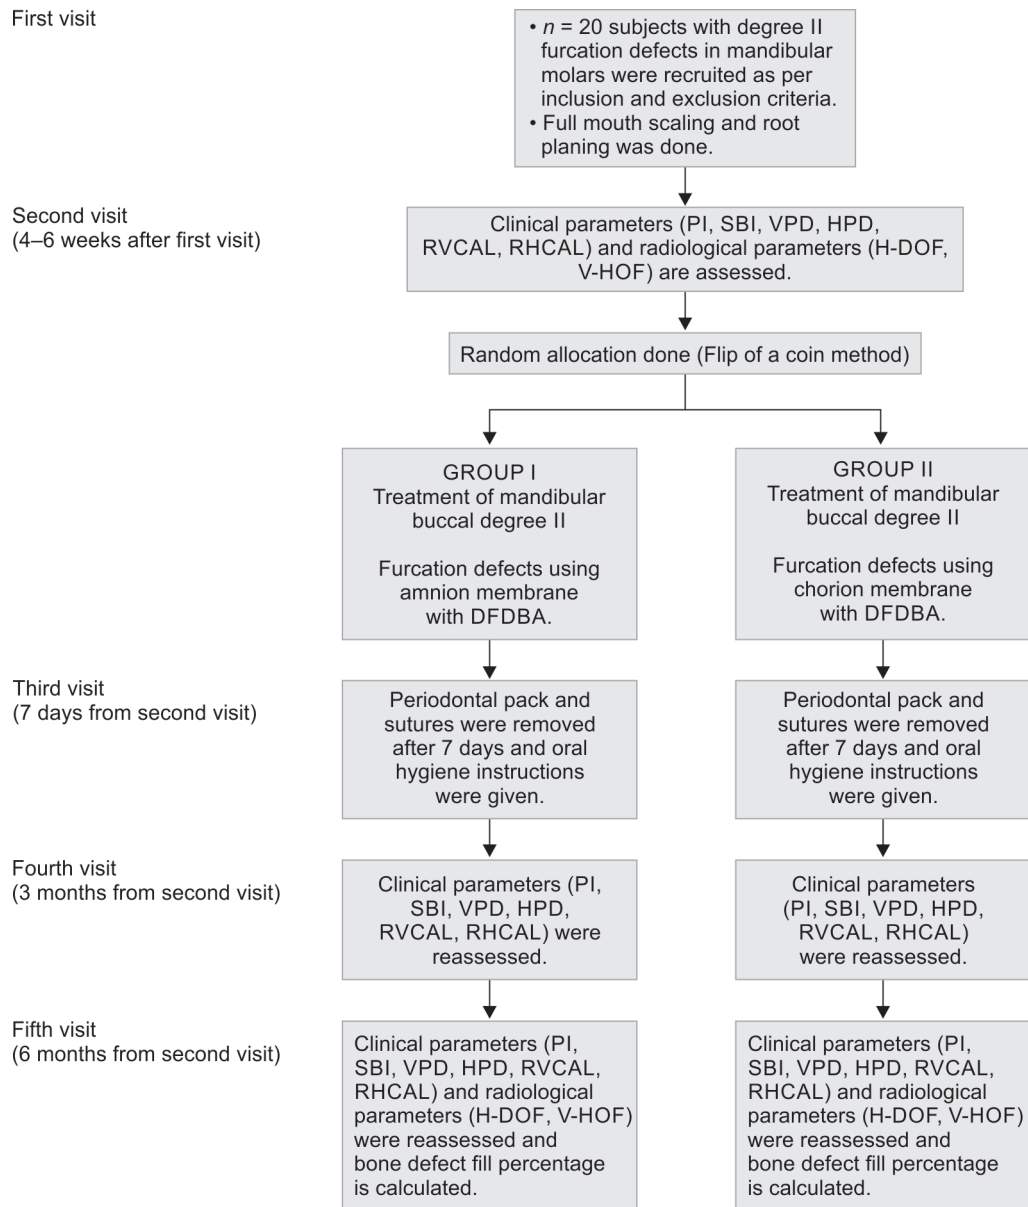 First visit
• n = 20 subjects with degree II
furcation defects in mandibular
molars were recruited as per
inclusion and exclusion criteria.
• Full mouth scaling and root
planing was done.
Second visit
(4–6 weeks after first visit)
Clinical parameters (PI, SBI, VPD, HPD,
RVCAL, RHCAL) and radiological parameters (H-DOF,
V-HOF) are assessed.
Random allocation done (Flip of a coin method)
GROUP I
Treatment of mandibular
buccal degree II
Furcation defects using
amnion membrane
with DFDBA.
GROUP II
Treatment of mandibular
buccal degree II
Furcation defects using
chorion membrane
with DFDBA.
Third visit
(7 days from second visit)
Periodontal pack and
sutures were removed
after 7 days and oral
hygiene instructions
were given.
Periodontal pack and
sutures were removed
after 7 days and oral
hygiene instructions
were given.
Fourth visit
(3 months from second visit)
Clinical parameters (PI,
SBI, VPD, HPD,
RVCAL, RHCAL) were
reassessed.
Clinical parameters
(PI, SBI, VPD, HPD,
RVCAL, RHCAL)
were reassessed.
Fifth visit
(6 months from second visit)
Clinical parameters (PI,
SBI, VPD, HPD, RVCAL,
RHCAL) and radiological
parameters (H-DOF, V-HOF)
were reassessed and
bone defect fill percentage
is calculated.
Clinical parameters (PI,
SBI, VPD, HPD, RVCAL,
RHCAL) and radiological
parameters (H-DOF, V-HOF)
were reassessed and
bone defect fill percentage
is calculated.